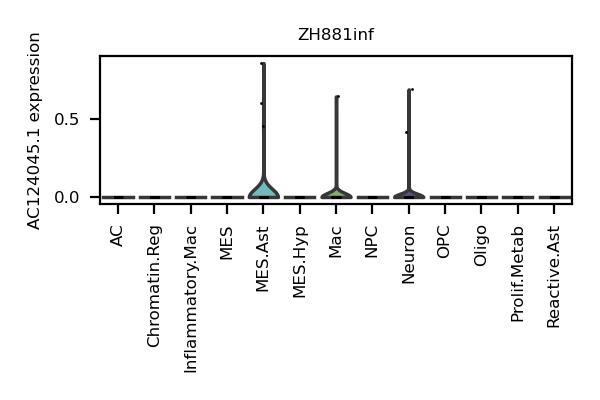 ZH881inf
AC124045.1 expression
0.5
0.0
AC
Chromatin.Reg
Inflammatory.Mac
MES
MES.Ast
MES.Hyp
Mac
NPC
Neuron
OPC
Oligo
Prolif.Metab
Reactive.Ast